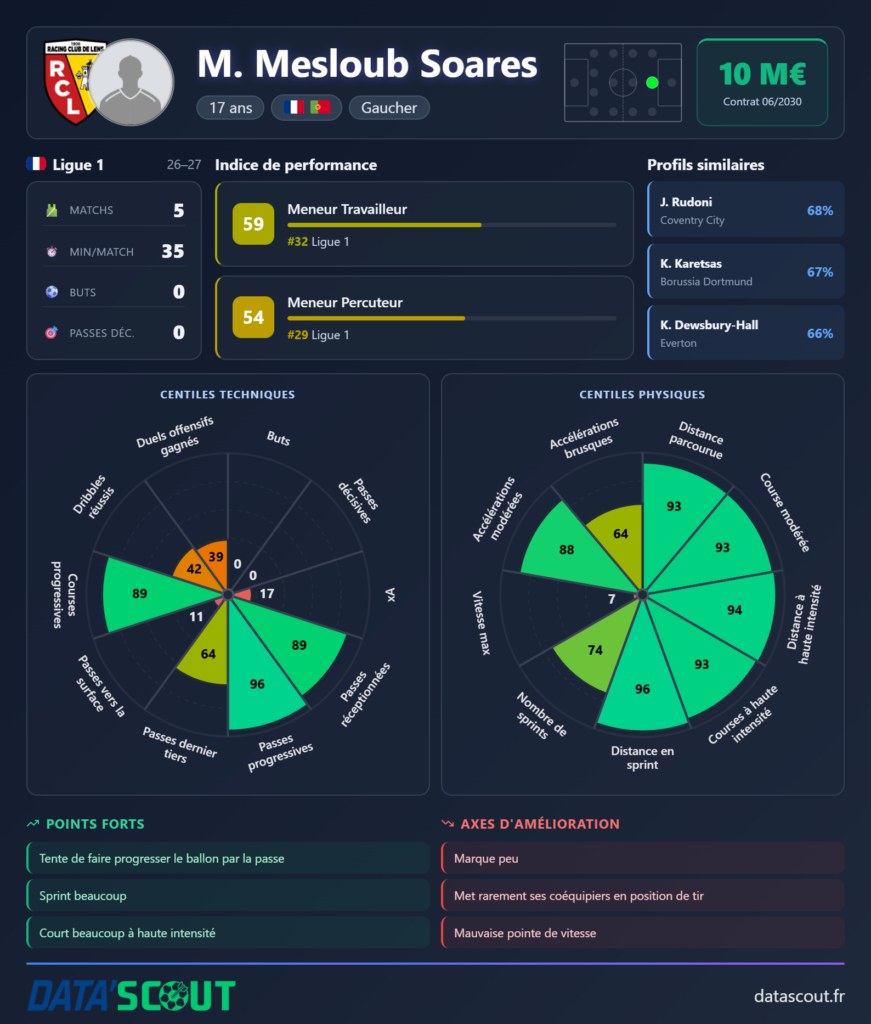 RACING CLUB DE LENS
RCL
M. Mesloub Soares
17 ans
Gaucher
10 M€
Contrat 06/2030
Ligue 1
26–27
MATCHS
5
MIN/MATCH
35
BUTS
0
PASSES DÉC.
0
Indice de performance
59
Meneur Travailleur
#32 Ligue 1
54
Meneur Percuteur
#29 Ligue 1
Profils similaires
J. Rudoni
Coventry City
68%
K. Karetsas
Borussia Dortmund
67%
K. Dewsbury-Hall
Everton
66%
CENTILES TECHNIQUES
Buts
0
Passes
décisives
0
xA
17
Passes
réceptionnées
89
Passes
progressives
96
Passes dernier
tiers
64
Passes vers la
surface
11
Courses
progressives
89
Dribbles
réussis
42
Duels offensifs
gagnés
39
CENTILES PHYSIQUES
Distance
parcourue
93
Course modérée
93
Distance à
haute intensité
94
Courses à haute
intensité
93
Distance en
sprint
96
Nombre de
sprints
74
Vitesse max
7
Accélérations
modérées
88
Accélérations
brusques
64
POINTS FORTS
Tente de faire progresser le ballon par la passe
Sprint beaucoup
Court beaucoup à haute intensité
AXES D'AMÉLIORATION
Marque peu
Met rarement ses coéquipiers en position de tir
Mauvaise pointe de vitesse
DATA'SCOUT
datascout.fr